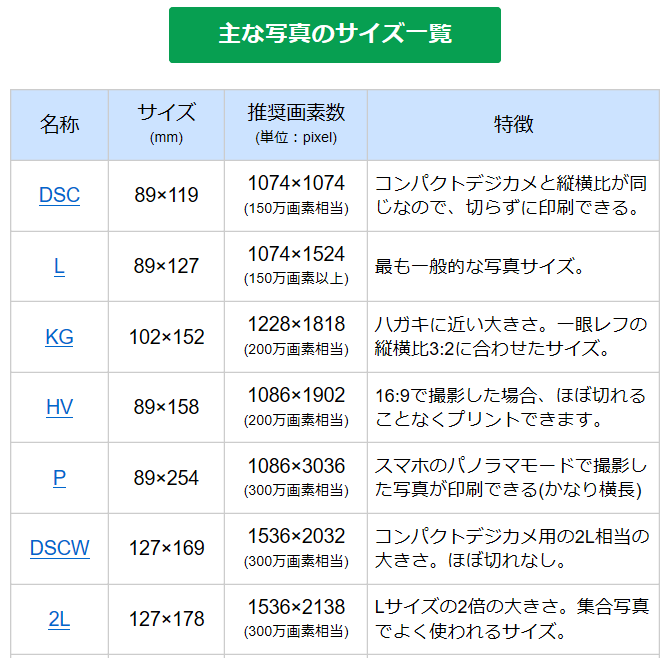 主な写真のサイズ一覧
名称 サイズ 推奨画素数 特徴
(mm) (単位：pixel)
DSC 89×119 1074×1074 コンパクトデジカメと縦横比が同
(150万画素相当) じなので、切らずに印刷できる。
L 89×127 1074×1524 最も一般的な写真サイズ。
(150万画素以上)
KG 102×152 1228×1818 ハガキに近い大きさ。一眼レフの
(200万画素相当) 縦横比3:2に合わせたサイズ。
HV 89×158 1086×1902 16:9で撮影した場合、ほぼ切れる
(200万画素相当) ことなくプリントできます。
P 89×254 1086×3036 スマホのパノラマモードで撮影し
(300万画素相当) た写真が印刷できる(かなり横長)
DSCW 127×169 1536×2032 コンパクトデジカメ用の2L相当の
(300万画素相当) 大きさ。ほぼ切れなし。
2L 127×178 1536×2138 Lサイズの2倍の大きさ。集合写真
(300万画素相当) でよく使われるサイズ。